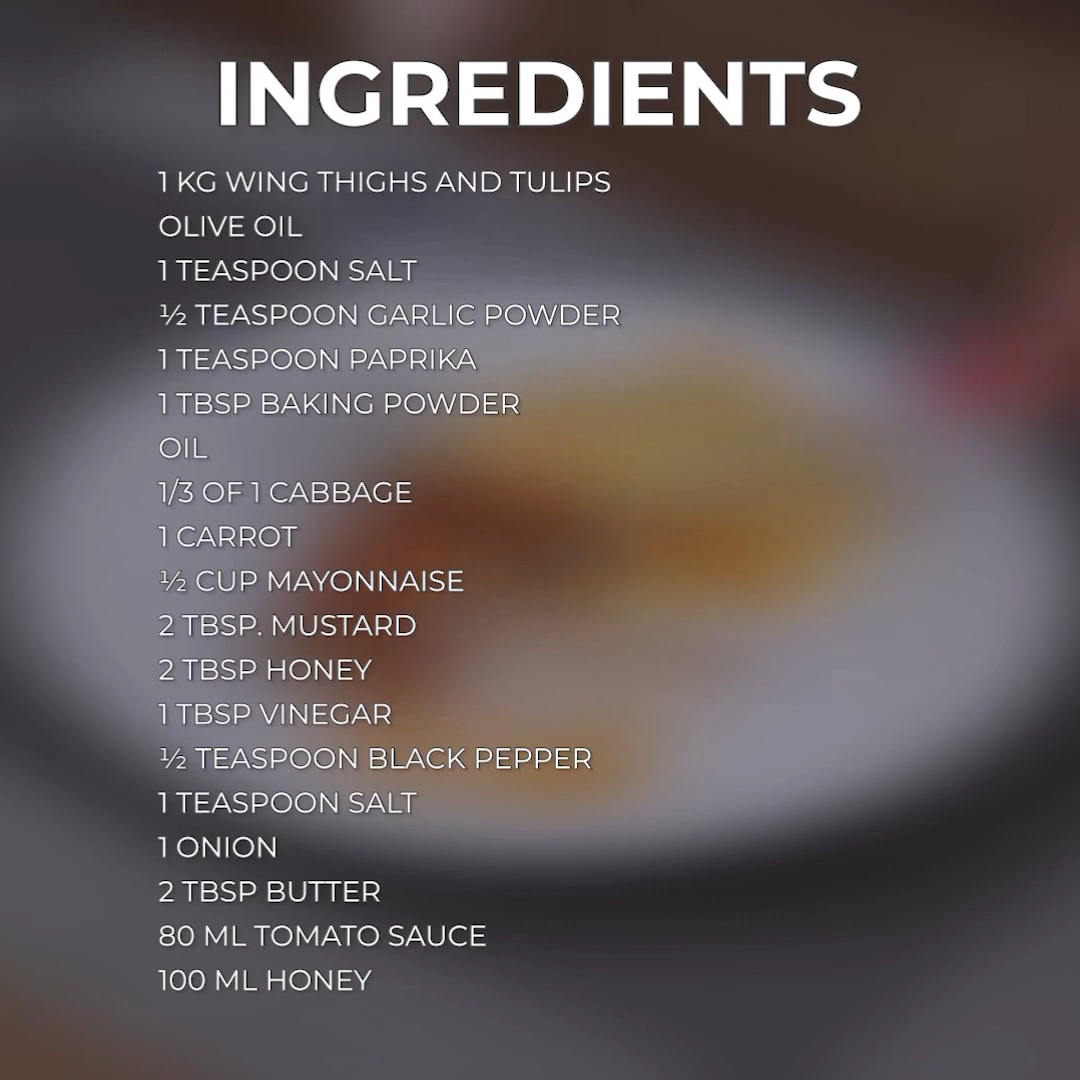 INGREDIENTS
1 KG WING THIGHS AND TULIPS
OLIVE OIL
1 TEASPOON SALT
½ TEASPOON GARLIC POWDER
1 TEASPOON PAPRIKA
1 TBSP BAKING POWDER
OIL
1/3 OF 1 CABBAGE
1 CARROT
½ CUP MAYONNAISE
2 TBSP. MUSTARD
2 TBSP HONEY
1 TBSP VINEGAR
½ TEASPOON BLACK PEPPER
1 TEASPOON SALT
1 ONION
2 TBSP BUTTER
80 ML TOMATO SAUCE
100 ML HONEY